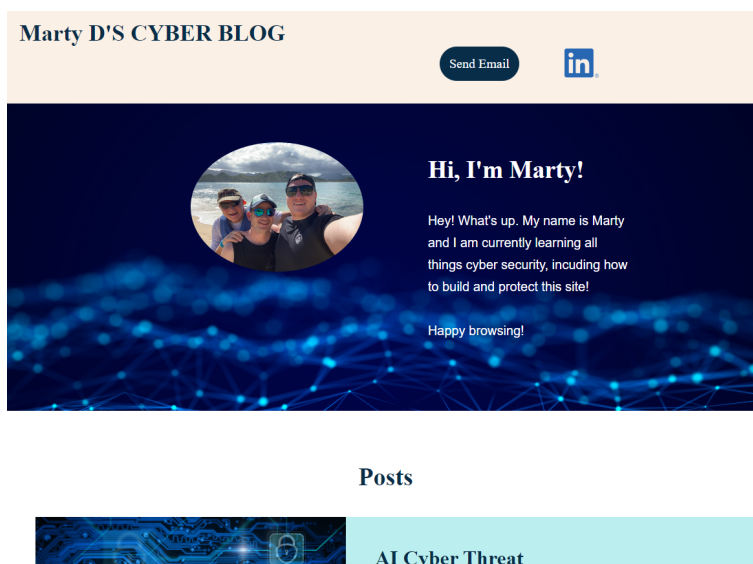 Marty D'S CYBER BLOG
Send Email
in
Hi, I'm Marty!
Hey! What's up. My name is Marty
and I am currently learning all
things cyber security, incuding how
to build and protect this site!
Happy browsing!
Posts
AI Cyber Threat